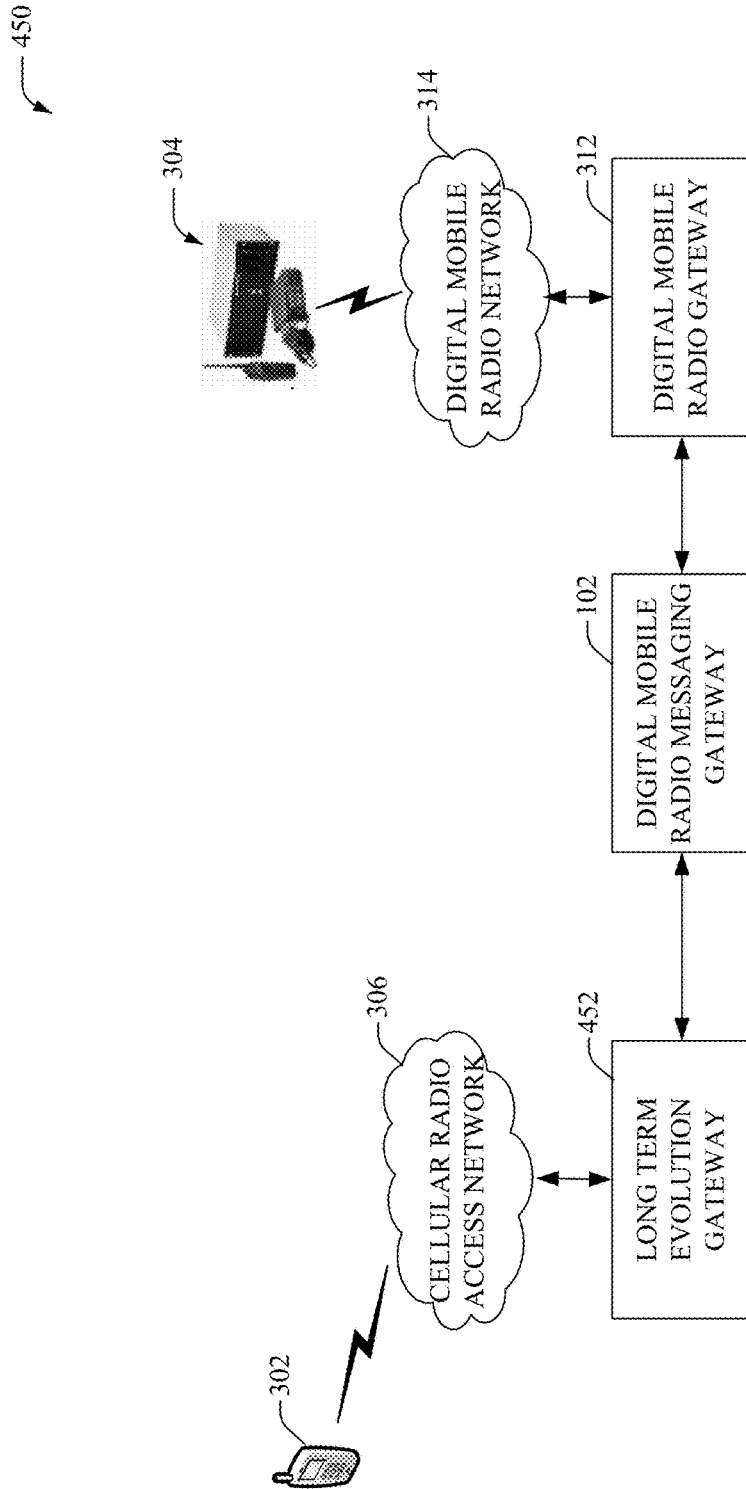 450
304
314
DIGITAL MOBILE
RADIO NETWORK
312
DIGITAL MOBILE
RADIO GATEWAY
102
DIGITAL MOBILE
RADIO MESSAGING
GATEWAY
302
306
CELLULAR RADIO
ACCESS NETWORK
452
LONG TERM
EVOLUTION
GATEWAY